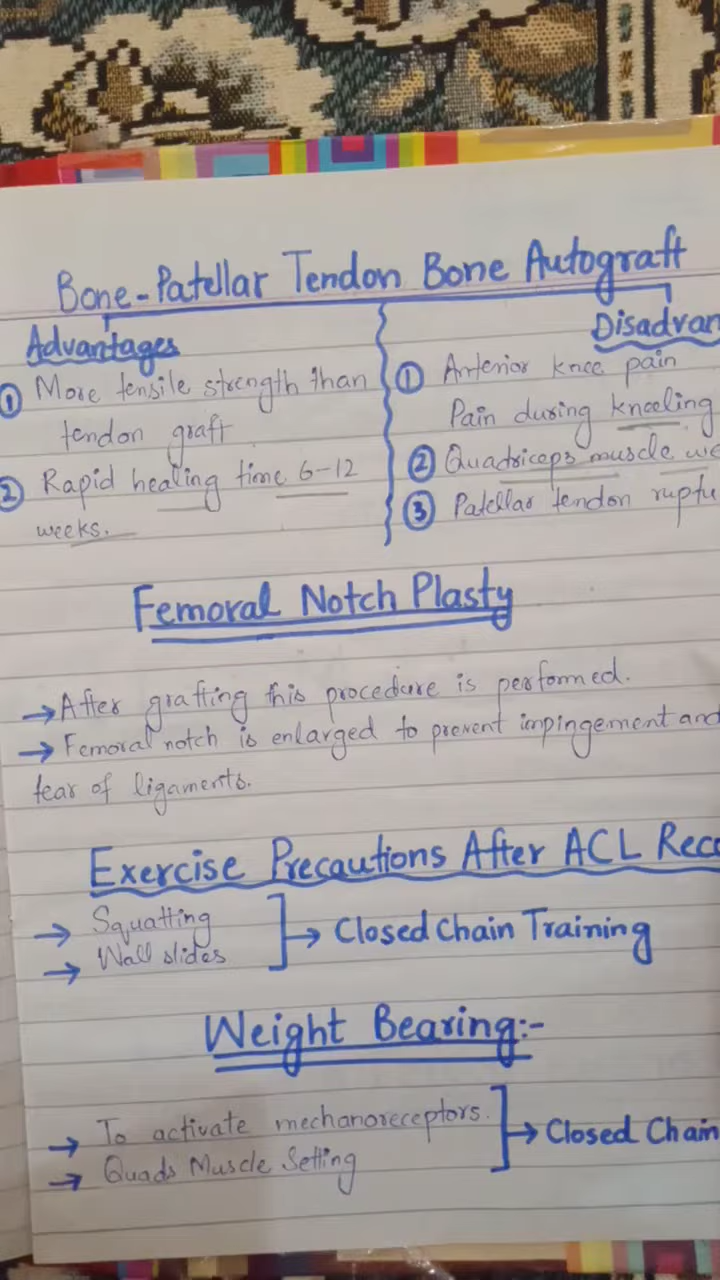 Bone-Patellar Tendon Bone Autograft
Advantages
① More tensile strength than
tendon graft
② Rapid healing time 6-12
weeks.
Disadvan
① Anterior knee pain
Pain during kneeling
② Quadriceps muscle we
③ Patellar tendon ruptu
Femoral Notch Plasty
→ After grafting this procedure is performed.
→ Femoral notch is enlarged to prevent impingement and
tear of ligaments.
Exercise Precautions After ACL Reco
→ Squatting
→ Wall slides
→ Closed Chain Training
Weight Bearing:-
→ To activate mechanoreceptors.
→ Quads Muscle Setting
→ Closed Chain